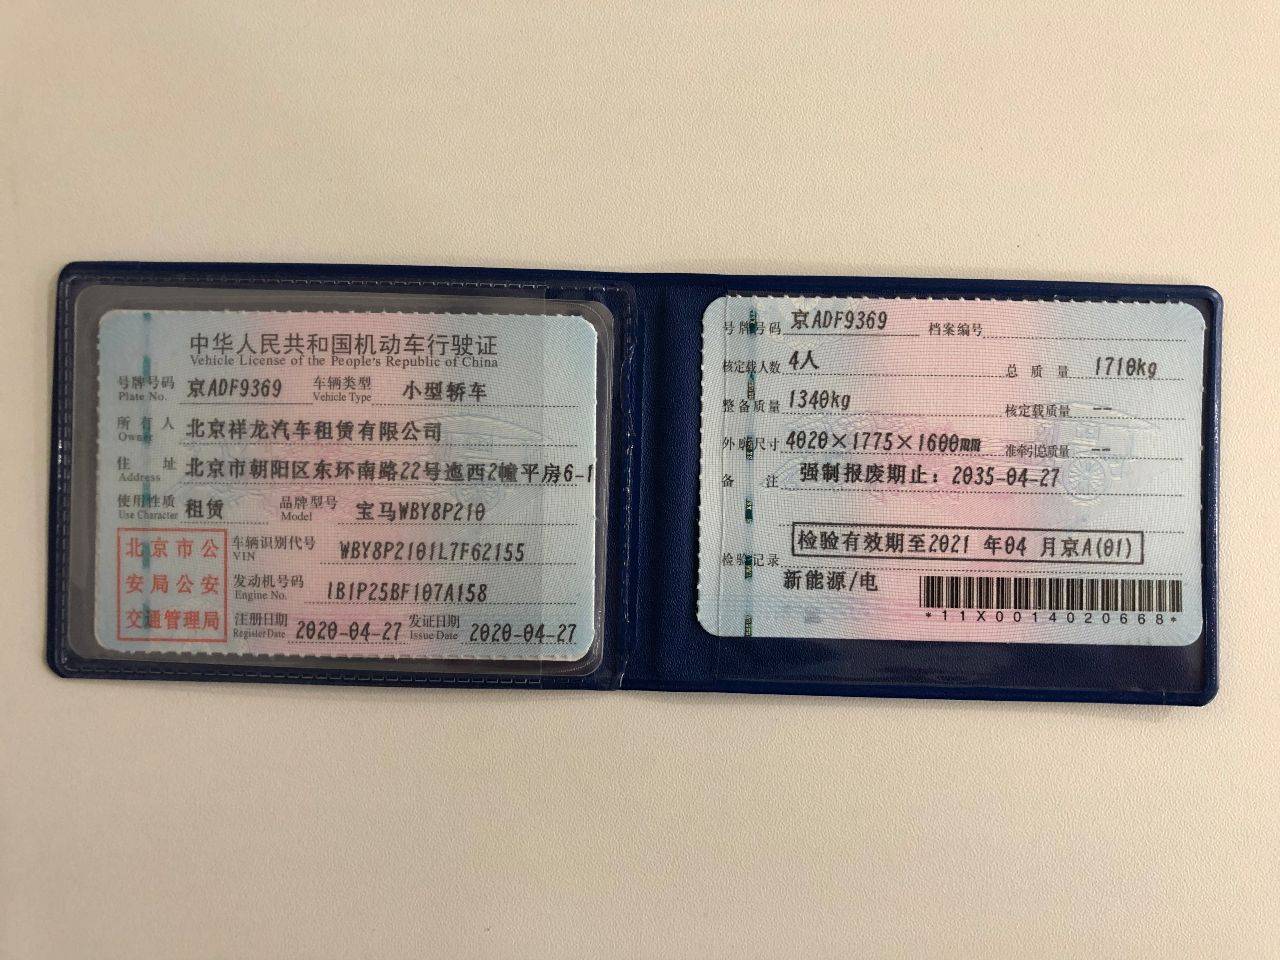 中华人民共和国机动车行驶证
Vehicle License of the People's Republic of China
号牌号码 京ADF9369 车辆类型 小型轿车
Plate No. Vehicle Type
所有人 北京祥龙汽车租赁有限公司
Owner
住址 北京市朝阳区东环南路22号迤西2幢平房6-1
Address
使用性质 租赁 品牌型号 宝马WBY8P210
Use Character Model
北京市公
安局公安
交通管理局
车辆识别代号 WBY8P2101L7F62155
VIN
发动机号码 IB1P25BF107A158
Engine No.
注册日期 2020-04-27 发证日期 2020-04-27
Register Date Issue Date
号牌号码 京ADF9369 档案编号
核定载人数 4人 总质量 1710kg
整备质量 1340kg 核定载质量 --
外廓尺寸 4020×1775×1600mm 准牵引总质量 --
备注 强制报废期止：2035-04-27
检验记录 检验有效期至2021 年04 月京A(01)
新能源/电
*11X0014020668*